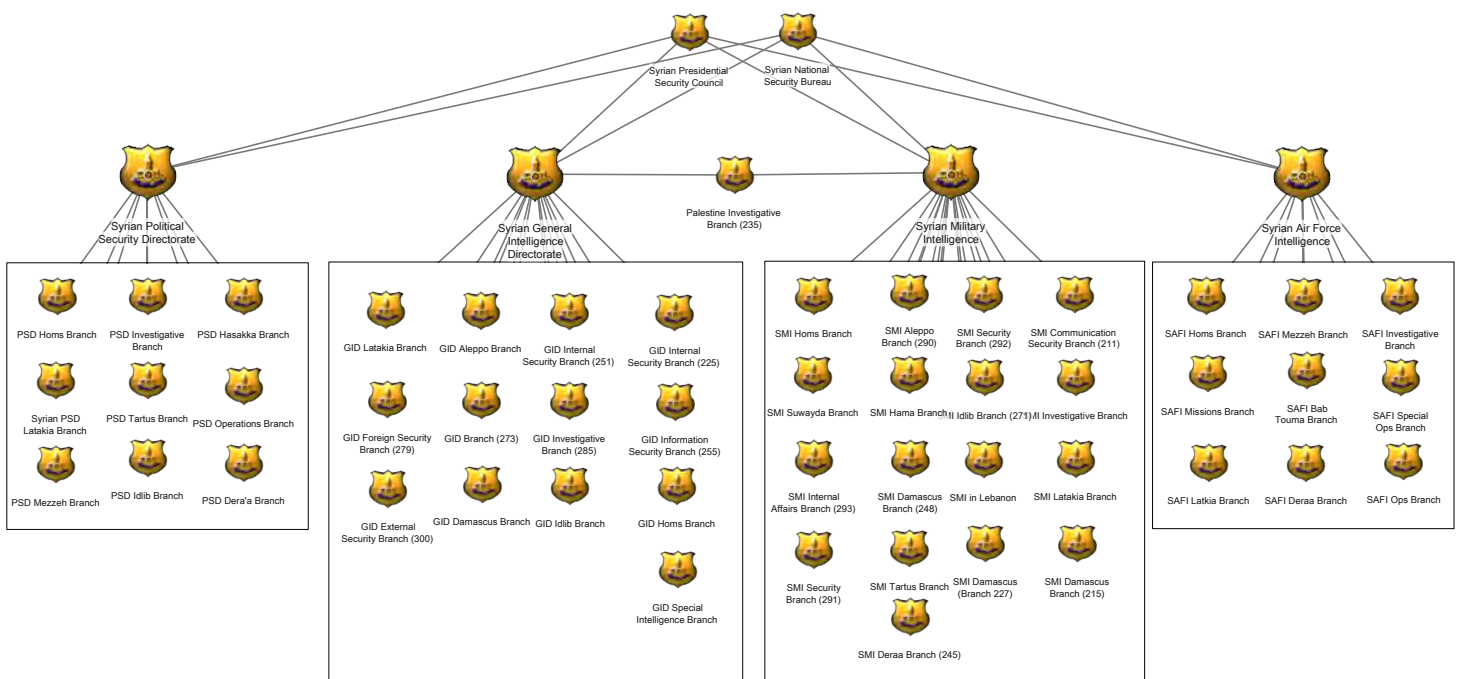 Syrian Presidential
Security Council
Syrian National
Security Bureau
Syrian Political
Security Directorate
Syrian General
Intelligence
Directorate
Palestine Investigative
Branch (235)
Syrian Military
Intelligence
Syrian Air Force
Intelligence
PSD Homs Branch
PSD Investigative
Branch
PSD Hasakka Branch
Syrian PSD
Latakia Branch
PSD Tartus Branch
PSD Operations Branch
PSD Mezzeh Branch
PSD Idlib Branch
PSD Dera'a Branch
GID Latakia Branch
GID Aleppo Branch
GID Internal
Security Branch (251)
GID Internal
Security Branch (225)
GID Foreign Security
Branch (279)
GID Branch (273)
GID Investigative
Branch (285)
GID Information
Security Branch (255)
GID External
Security Branch (300)
GID Damascus Branch
GID Idlib Branch
GID Homs Branch
GID Special
Intelligence Branch
SMI Homs Branch
SMI Aleppo
Branch (290)
SMI Security
Branch (292)
SMI Communication
Security Branch (211)
SMI Suwayda Branch
SMI Hama Branch
SMI Idlib Branch (271)
SMI Investigative Branch
SMI Internal
Affairs Branch (293)
SMI Damascus
Branch (248)
SMI in Lebanon
SMI Latakia Branch
SMI Security
Branch (291)
SMI Tartus Branch
SMI Damascus
(Branch 227)
SMI Damascus
Branch (215)
SMI Deraa Branch (245)
SAFI Homs Branch
SAFI Mezzeh Branch
SAFI Investigative
Branch
SAFI Missions Branch
SAFI Bab
Touma Branch
SAFI Special
Ops Branch
SAFI Latkia Branch
SAFI Deraa Branch
SAFI Ops Branch